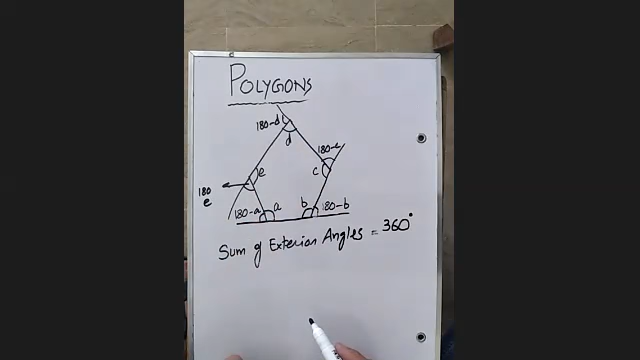 POLYGONS
180-d
d
180-c
c
e
180
e
180-a
a
b
180-b
Sum of Exterior Angles = 360°